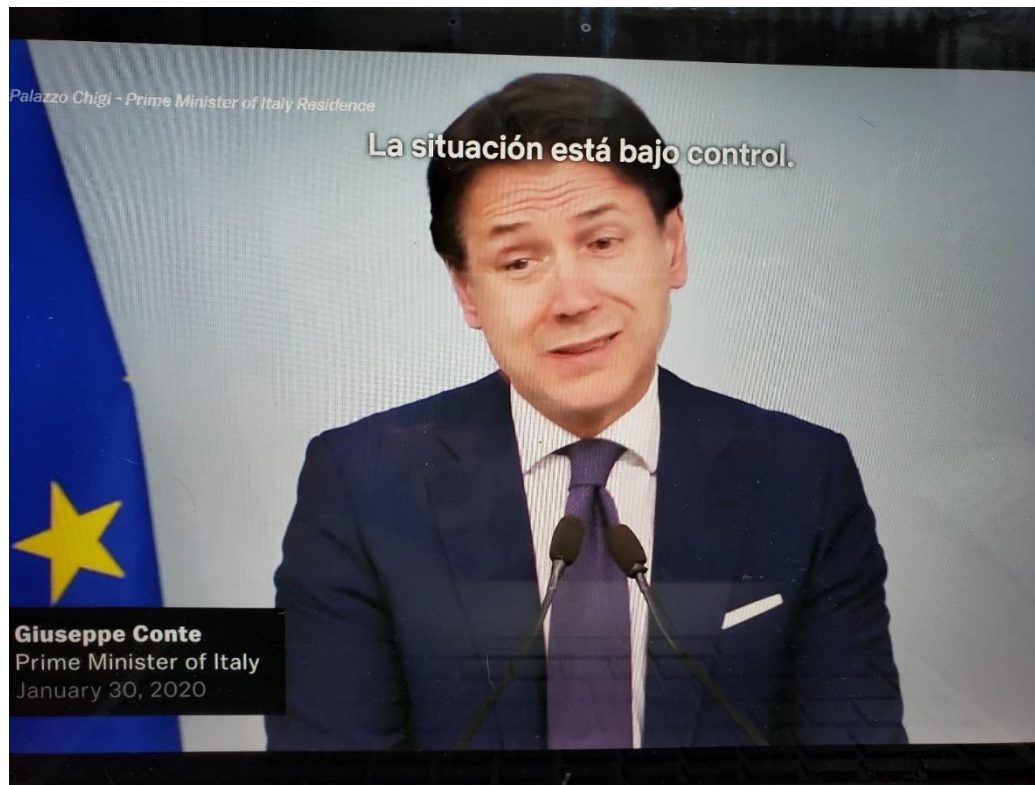 Palazzo Chigi - Prime Minister of Italy Residence
La situación está bajo control.
Giuseppe Conte
Prime Minister of Italy
January 30, 2020